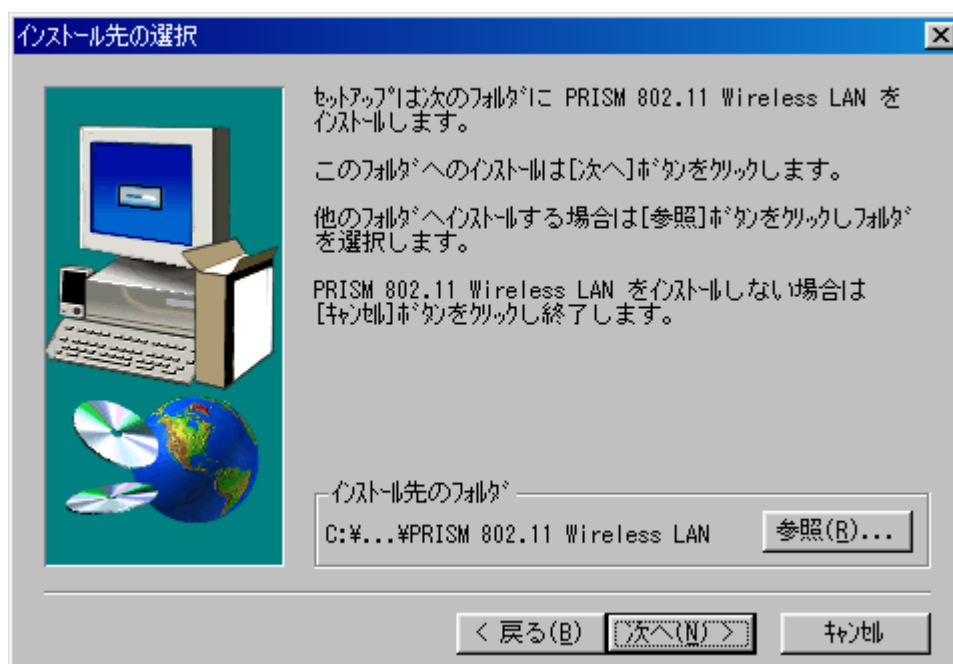 インストール先の選択
ｾｯﾄｱｯﾌﾟは次のﾌｫﾙﾀﾞに PRISM 802.11 Wireless LAN を
ｲﾝｽﾄｰﾙします。
このﾌｫﾙﾀﾞへのｲﾝｽﾄｰﾙは[次へ]ﾎﾞﾀﾝをｸﾘｯｸします。
他のﾌｫﾙﾀﾞへｲﾝｽﾄｰﾙする場合は[参照]ﾎﾞﾀﾝをｸﾘｯｸしﾌｫﾙﾀﾞ
を選択します。
PRISM 802.11 Wireless LAN をｲﾝｽﾄｰﾙしない場合は
[ｷｬﾝｾﾙ]ﾎﾞﾀﾝをｸﾘｯｸし終了します。
ｲﾝｽﾄｰﾙ先のﾌｫﾙﾀﾞ
C:¥...¥PRISM 802.11 Wireless LAN
参照(R)...
< 戻る(B)
次へ(N) >
ｷｬﾝｾﾙ